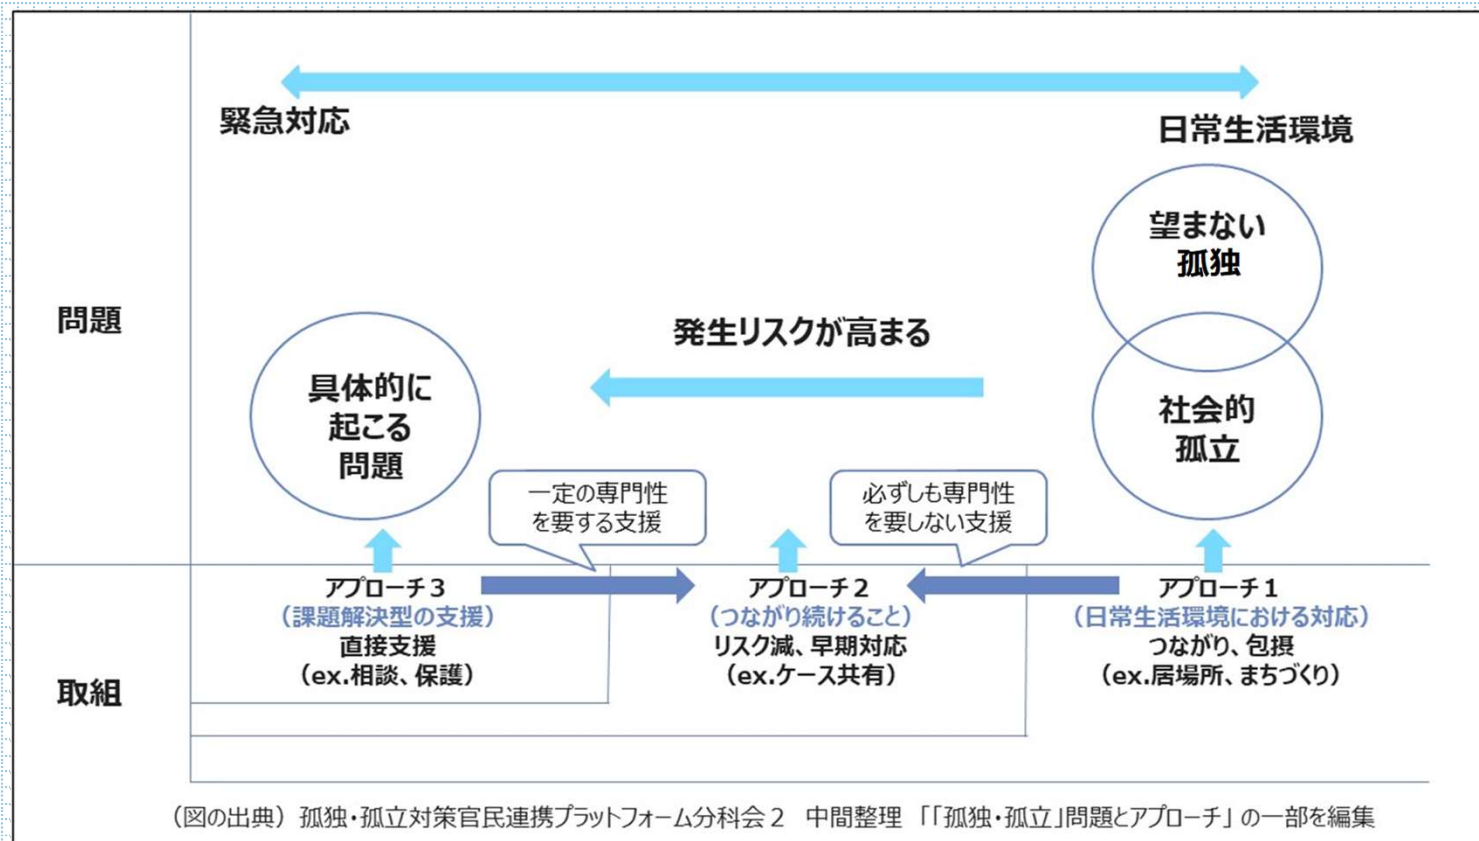 緊急対応
日常生活環境
望まない
孤独
問題
発生リスクが高まる
具体的に
起こる
問題
社会的
孤立
一定の専門性
を要する支援
必ずしも専門性
を要しない支援
取組
アプローチ3
（課題解決型の支援）
直接支援
（ex.相談、保護）
アプローチ2
（つながり続けること）
リスク減、早期対応
（ex.ケース共有）
アプローチ1
（日常生活環境における対応）
つながり、包摂
（ex.居場所、まちづくり）
（図の出典）孤独・孤立対策官民連携プラットフォーム分科会2　中間整理　「「孤独・孤立」問題とアプローチ」の一部を編集